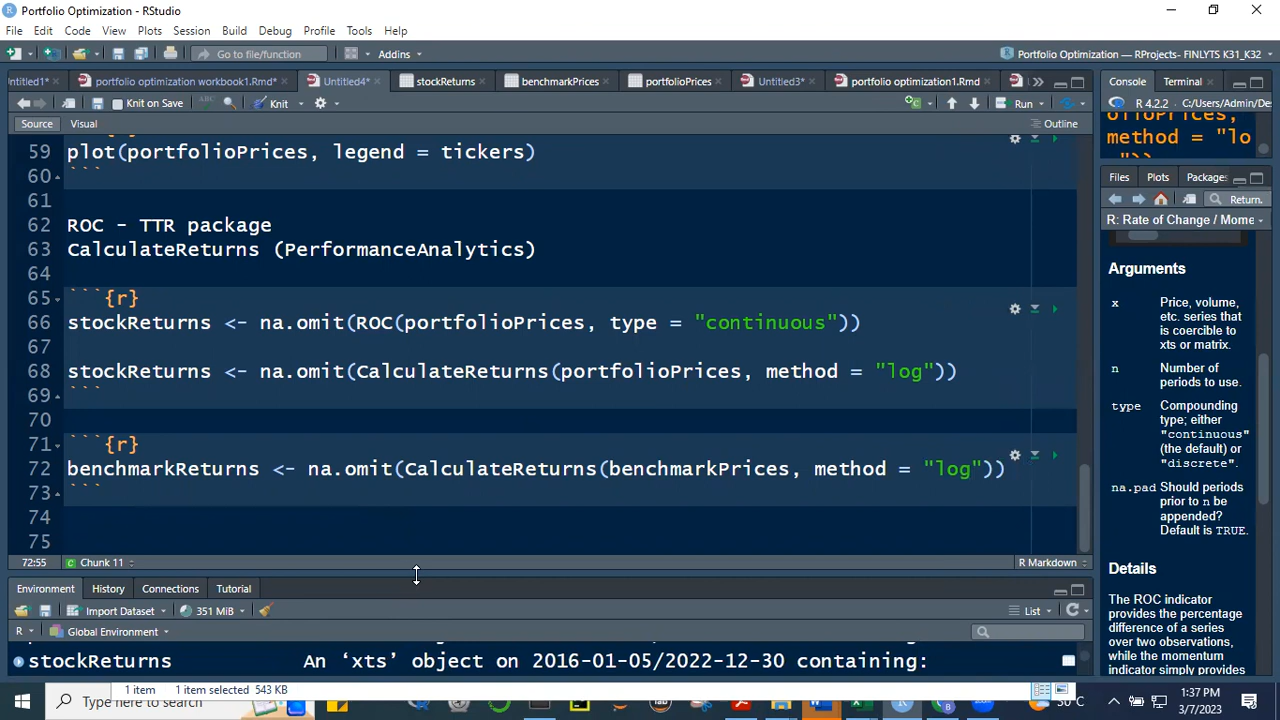 Portfolio Optimization - RStudio
File Edit Code View Plots Session Build Debug Profile Tools Help
Go to file/function Addins Portfolio Optimization — RProjects- FINLYTS K31_K32
ntitled1* portfolio optimization workbook1.Rmd* Untitled4* stockReturns benchmarkPrices portfolioPrices Untitled3* portfolio optimization1.Rmd
Console Terminal
Knit on Save Knit Run
R 4.2.2 · C:/Users/Admin/De
Source Visual Outline
olioPrices,
method = "lo
"))
59 plot(portfolioPrices, legend = tickers)
60 ```
61
62 ROC - TTR package
63 CalculateReturns (PerformanceAnalytics)
64
65 ```{r}
66 stockReturns <- na.omit(ROC(portfolioPrices, type = "continuous"))
67
68 stockReturns <- na.omit(CalculateReturns(portfolioPrices, method = "log"))
69 ```
70
71 ```{r}
72 benchmarkReturns <- na.omit(CalculateReturns(benchmarkPrices, method = "log"))
73 ```
74
75
72:55 Chunk 11 R Markdown
Files Plots Packages
Return.
R: Rate of Change / Mome
Arguments
x Price, volume,
etc. series that
is coercible to
xts or matrix.
n Number of
periods to use.
type Compounding
type; either
"continuous"
(the default) or
"discrete".
na.pad Should periods
prior to n be
appended?
Default is TRUE.
Details
The ROC indicator
provides the percentage
difference of a series
over two observations,
while the momentum
indicator simply provides
Environment History Connections Tutorial
Import Dataset 351 MiB List
R Global Environment
stockReturns An ‘xts’ object on 2016-01-05/2022-12-30 containing:
1 item 1 item selected 543 KB
Type here to search
30°C
1:37 PM
3/7/2023